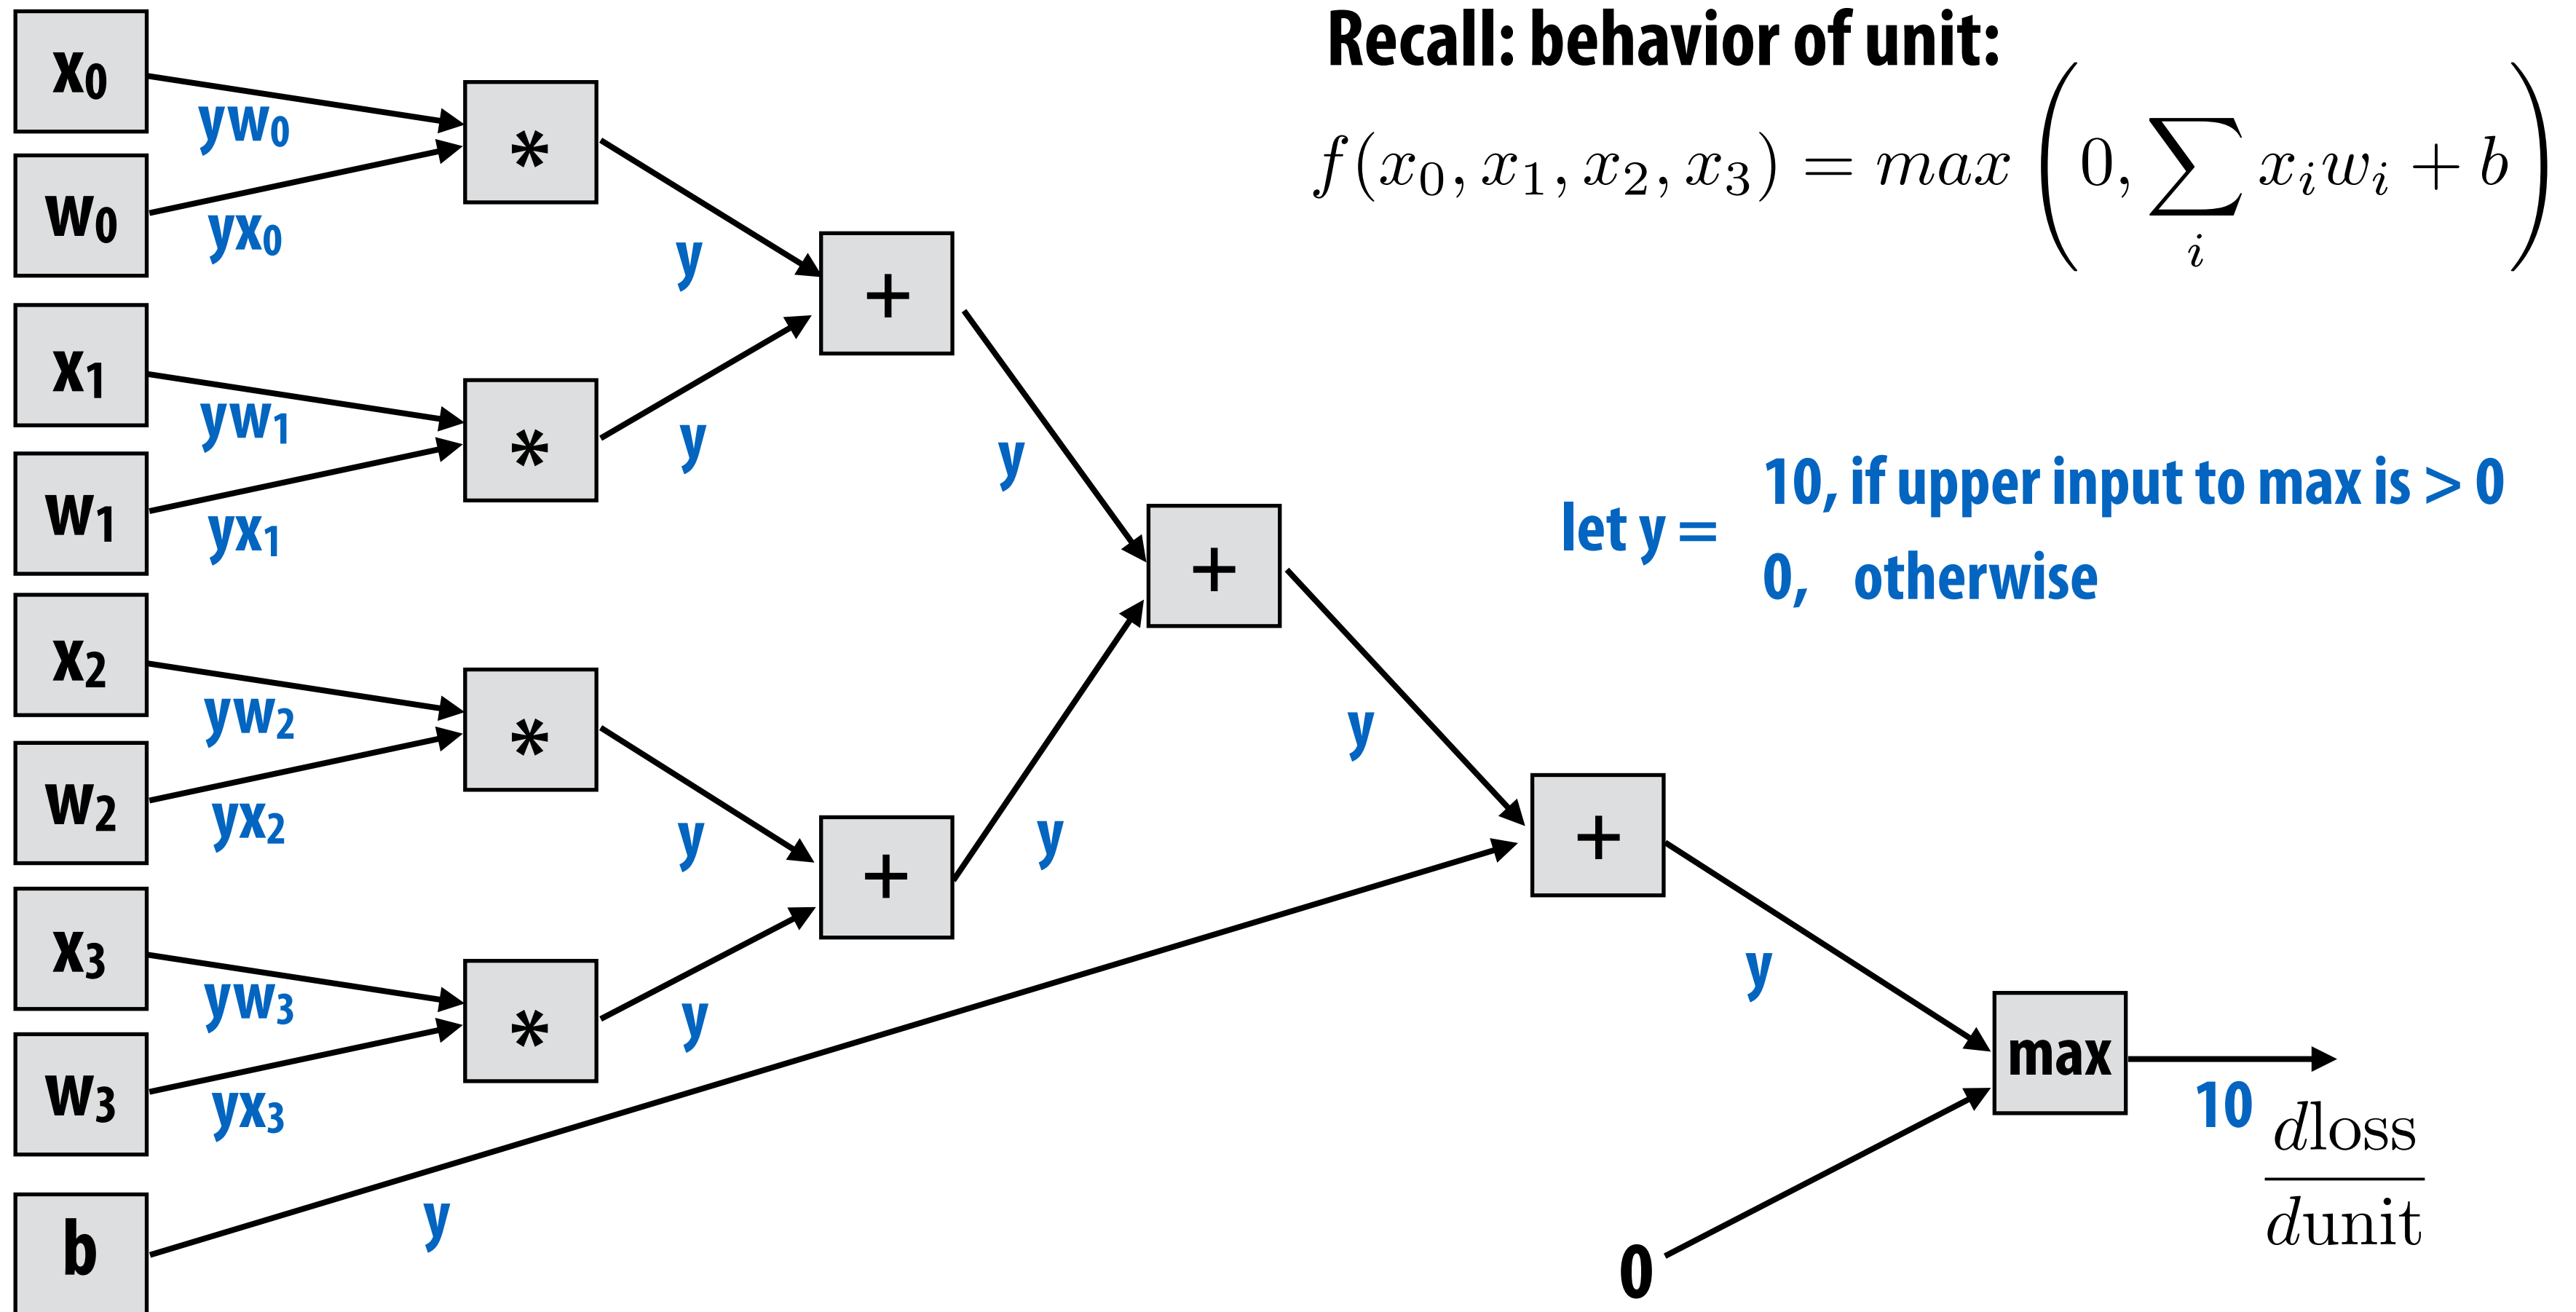 Recall: behavior of unit:
f(x₀, x₁, x₂, x₃) = max (0, ∑ᵢ xᵢwᵢ + b)
x₀
yw₀
*
w₀
yx₀
y
+
x₁
yw₁
*
y
y
w₁
yx₁
+
let y = 10, if upper input to max is > 0
0, otherwise
x₂
yw₂
*
y
w₂
yx₂
y
y
+
+
x₃
yw₃
*
y
y
w₃
yx₃
max
10
dloss
dunit
b
y
0